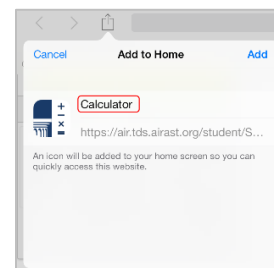 Cancel Add to Home Add
Calculator
https://air.tds.airast.org/student/S...
An icon will be added to your home screen so you can
quickly access this website.